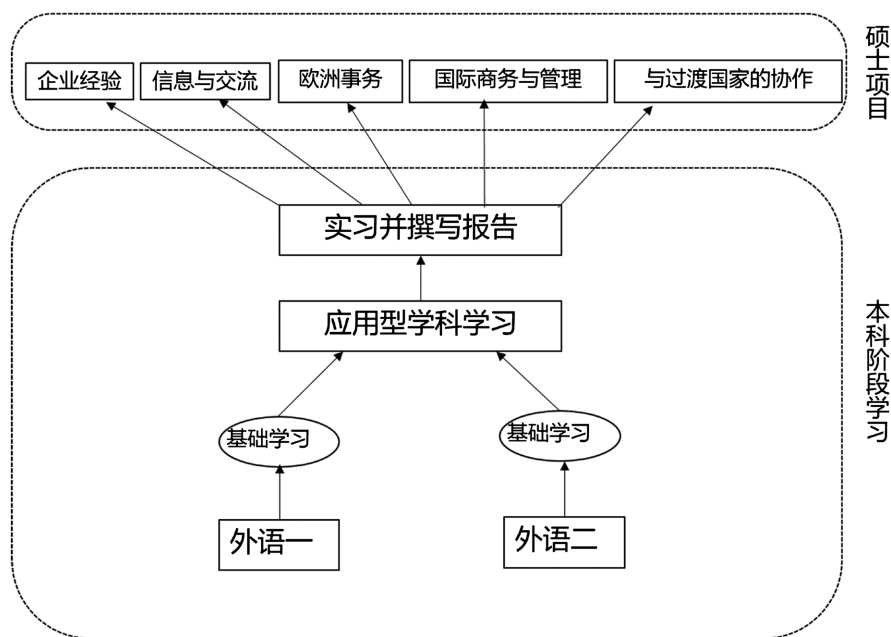 硕士项目
企业经验
信息与交流
欧洲事务
国际商务与管理
与过渡国家的协作
实习并撰写报告
应用型学科学习
本科阶段学习
基础学习
基础学习
外语一
外语二